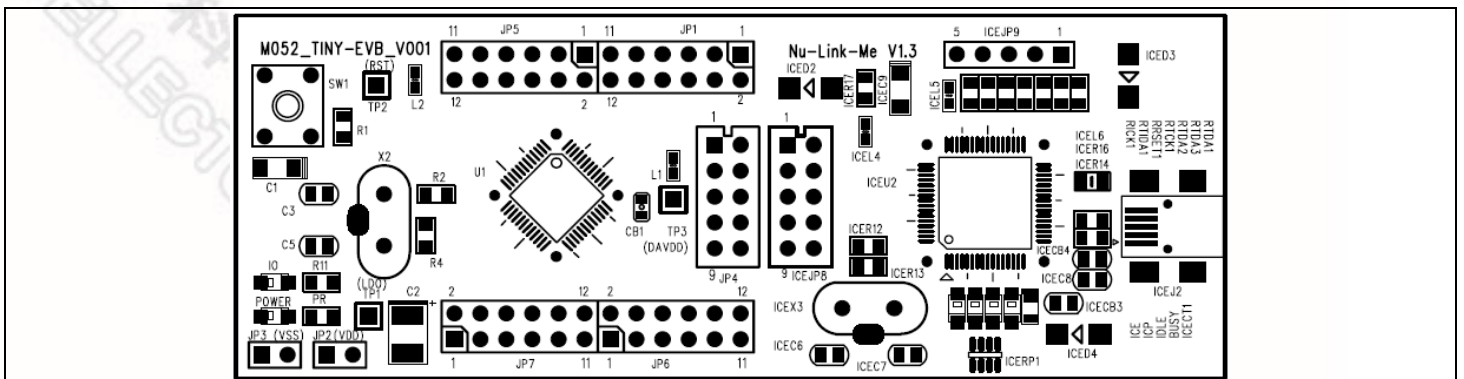 M052_TINY-EVB_V001
(RST)
SW1
TP2
L2
R1
11 JP5 1
12 2
11 JP1 1
12 2
Nu-Link-Me V1.3
ICED2
ICER17
ICEC9
ICEL5
5 ICEJP9 1
ICED3
ICEL4
ICEU2
RTDA1
RTDA3
RTDA2
RTCK1
RRSET1
RTIDA1
RICK1
ICEL6
ICER16
ICER14
C1
C3
C5
X2
R2
R4
U1
L1
CB1
TP3
(DAVDD)
1
9 JP4
1
9 ICEJP8
ICER12
ICER13
ICECB4
ICEC8
ICECB3
ICEJ2
IO
R11
POWER
PR
(LDO)
TP1
C2
+
JP3 (VSS)
JP2(VDD)
2 12
1 JP7 11
2 12
1 JP6 11
ICEX3
ICEC6
ICEC7
ICERP1
ICED4
ICEC11
BUSY
IDLE
ICP
ICE